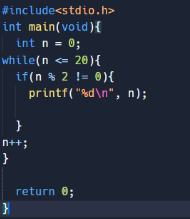 #include<stdio.h>
int main(void){
int n = 0;
while(n <= 20){
if(n % 2 != 0){
printf("%d\n", n);
}
n++;
}
return 0;
}